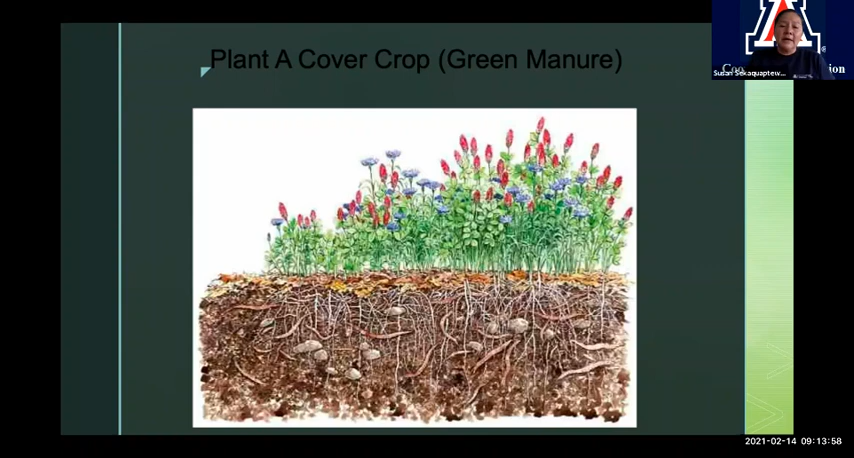 Plant A Cover Crop (Green Manure)
A
Susan Sekaquaptew...
2021-02-14 09:13:58